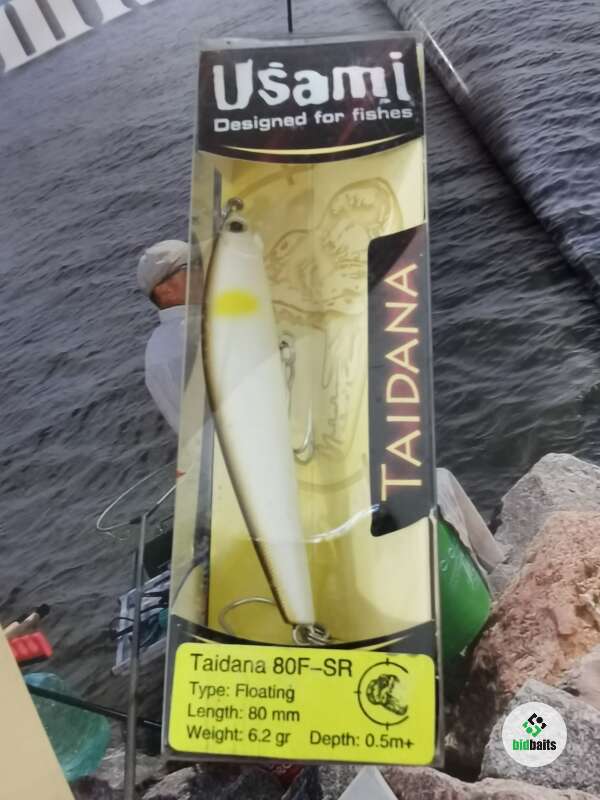 Usami
Designed for fishes
TAIDANA
Taidana 80F-SR
Type: Floating
Length: 80 mm
Weight: 6.2 gr Depth: 0.5m+
bidbaits